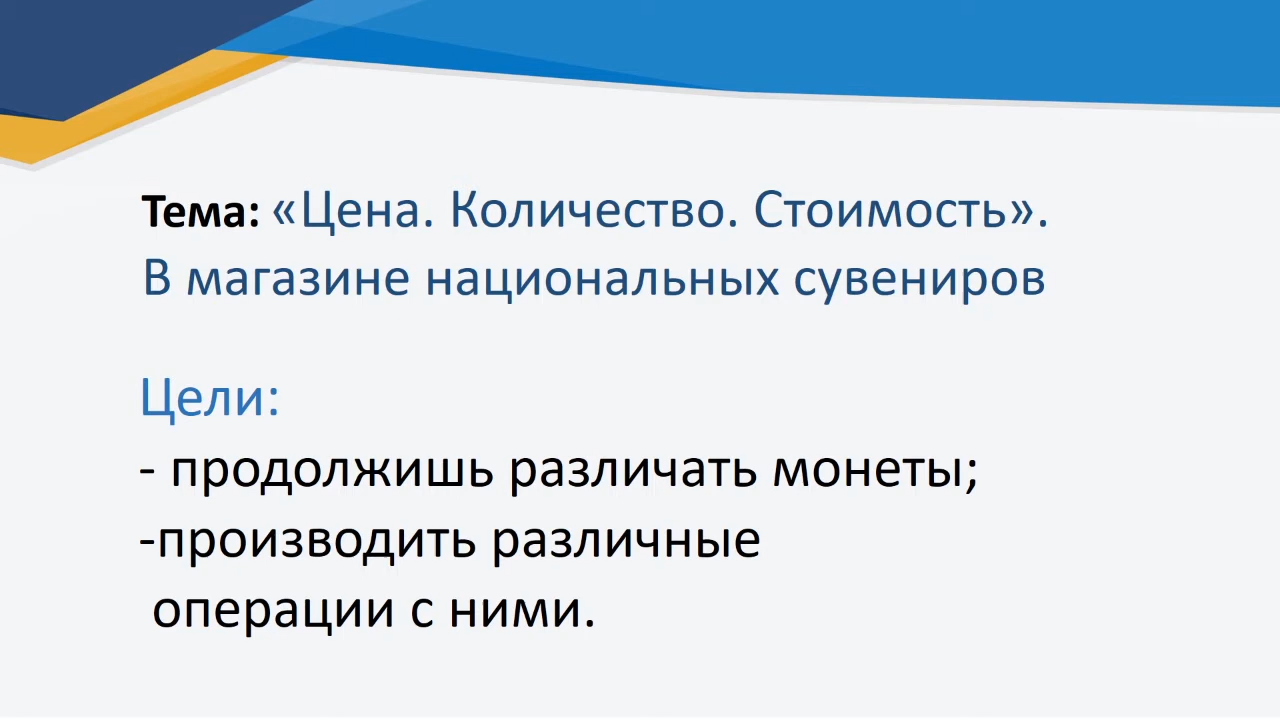 Тема: «Цена. Количество. Стоимость».
В магазине национальных сувениров
Цели:
- продолжишь различать монеты;
-производить различные
операции с ними.